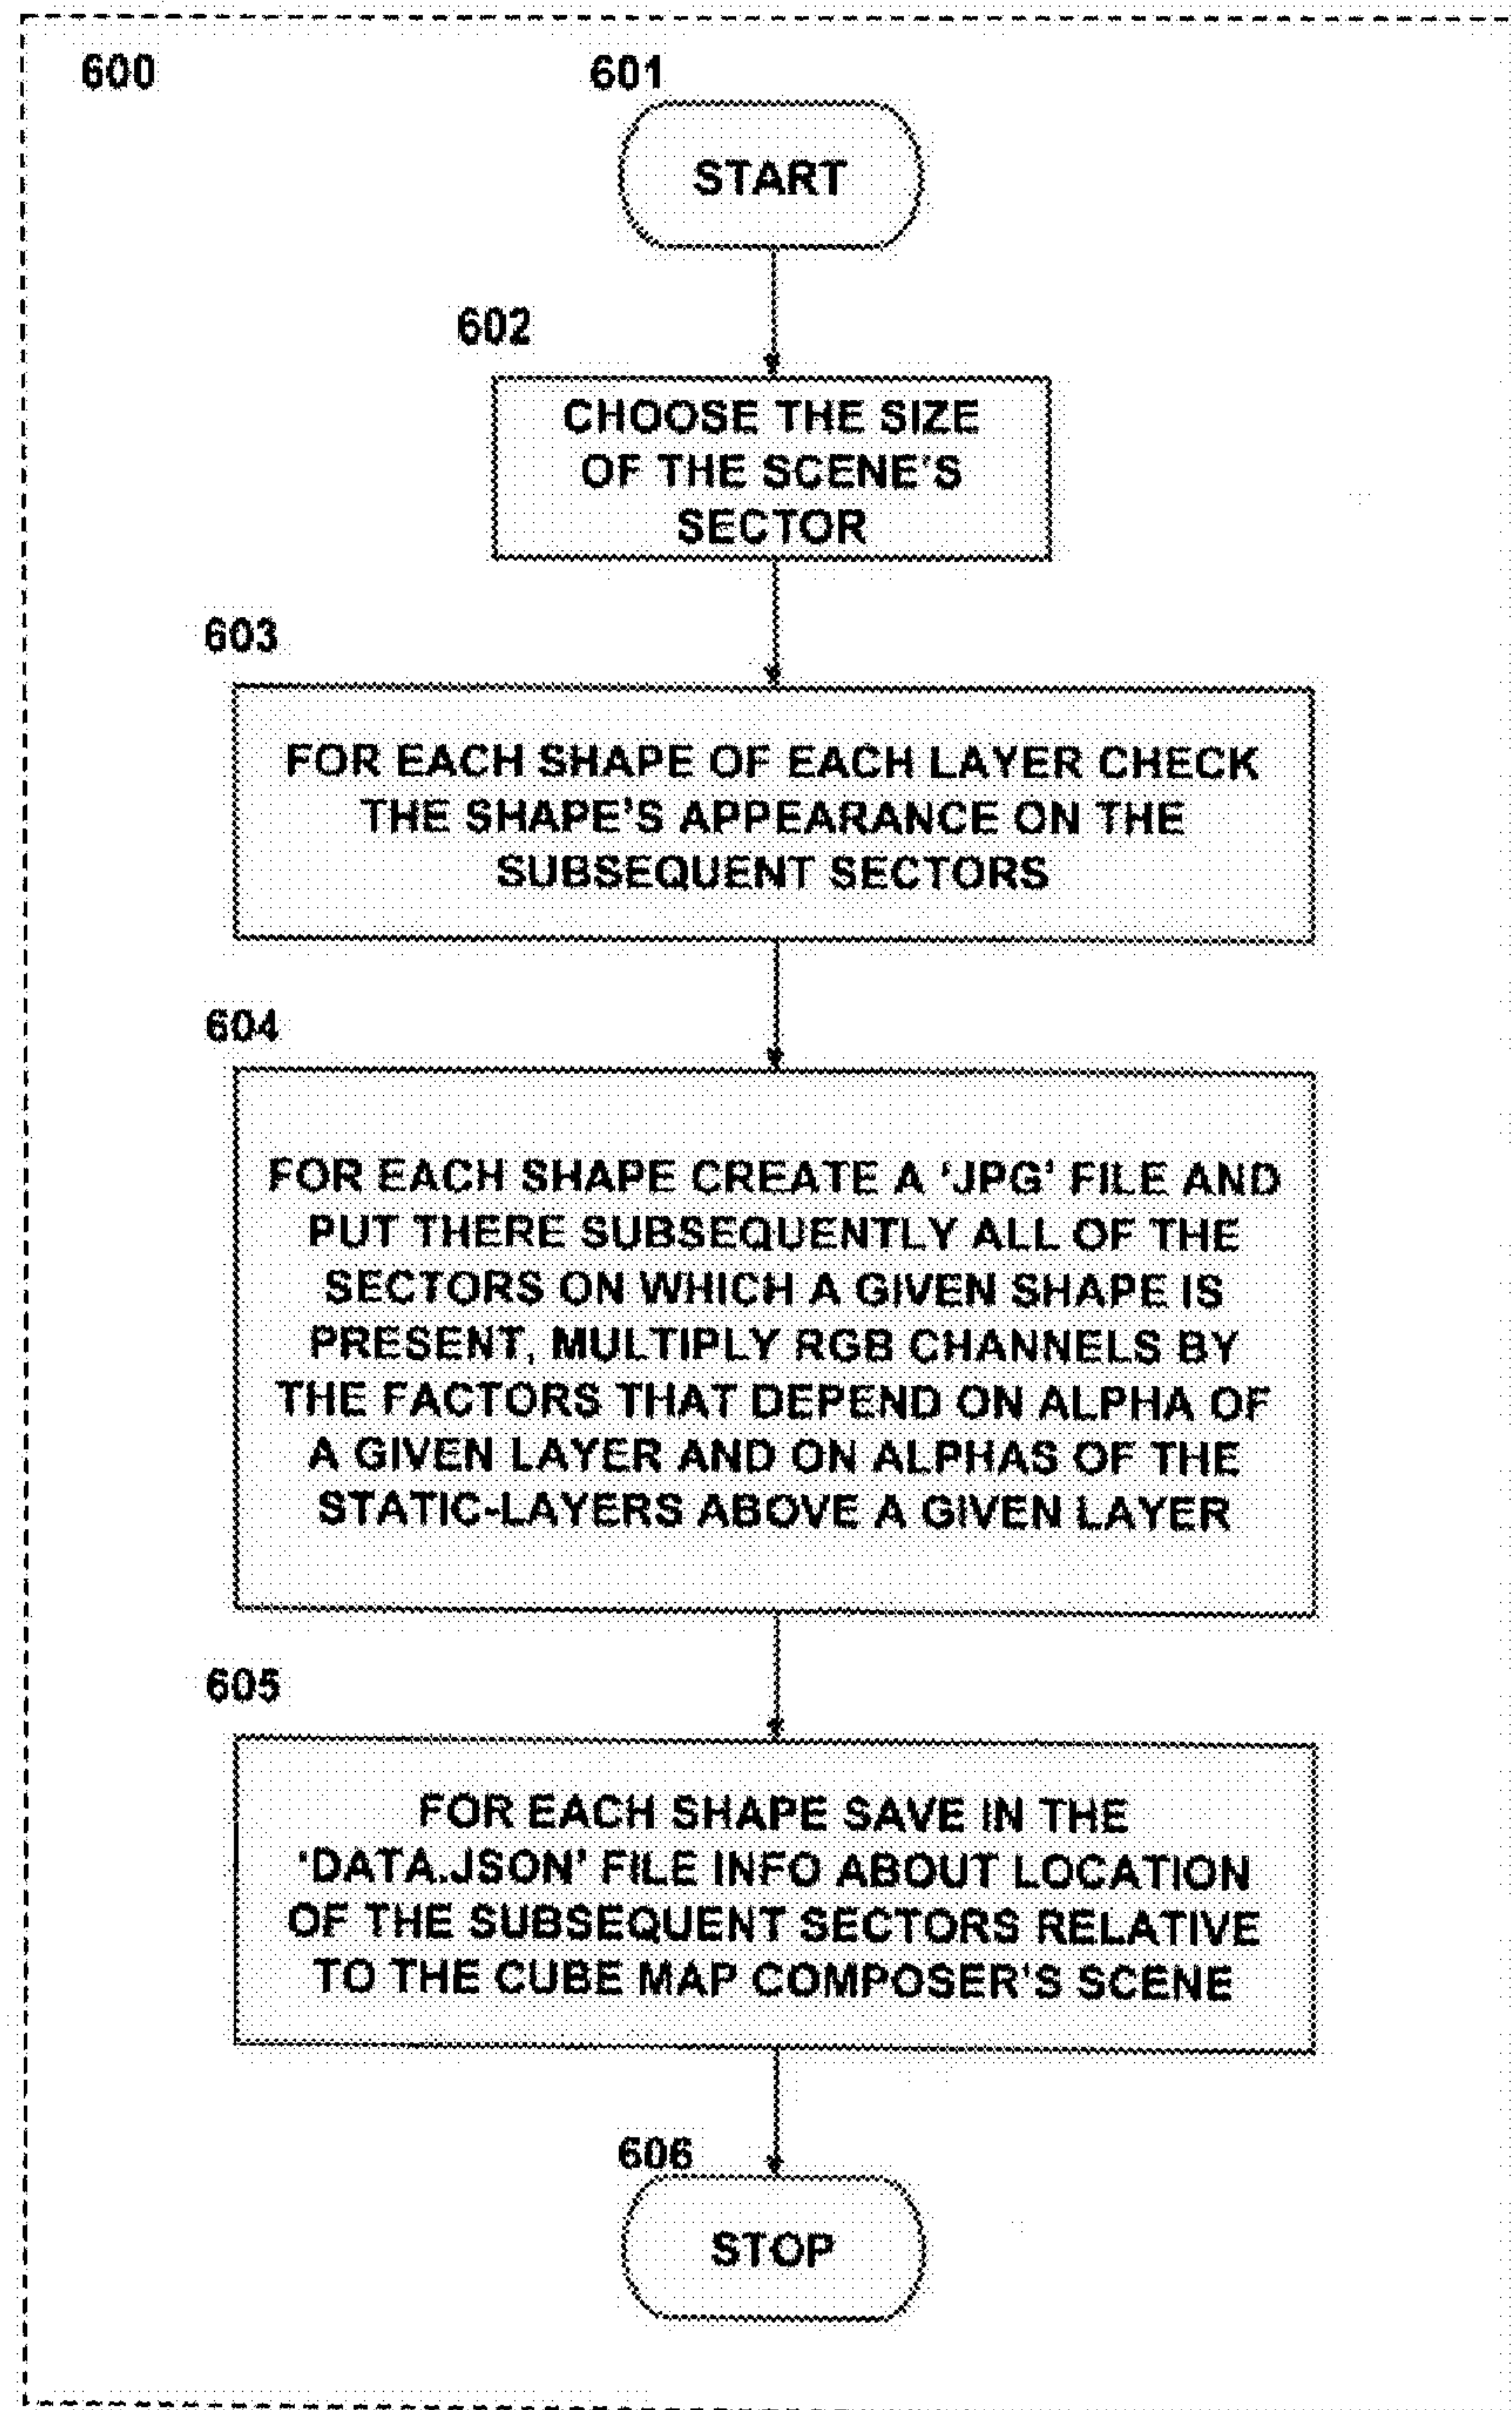 600
601
START
602
CHOOSE THE SIZE
OF THE SCENE'S
SECTOR
603
FOR EACH SHAPE OF EACH LAYER CHECK
THE SHAPE'S APPEARANCE ON THE
SUBSEQUENT SECTORS
604
FOR EACH SHAPE CREATE A 'JPG' FILE AND
PUT THERE SUBSEQUENTLY ALL OF THE
SECTORS ON WHICH A GIVEN SHAPE IS
PRESENT, MULTIPLY RGB CHANNELS BY
THE FACTORS THAT DEPEND ON ALPHA OF
A GIVEN LAYER AND ON ALPHAS OF THE
STATIC-LAYERS ABOVE A GIVEN LAYER
605
FOR EACH SHAPE SAVE IN THE
'DATA.JSON' FILE INFO ABOUT LOCATION
OF THE SUBSEQUENT SECTORS RELATIVE
TO THE CUBE MAP COMPOSER'S SCENE
606
STOP